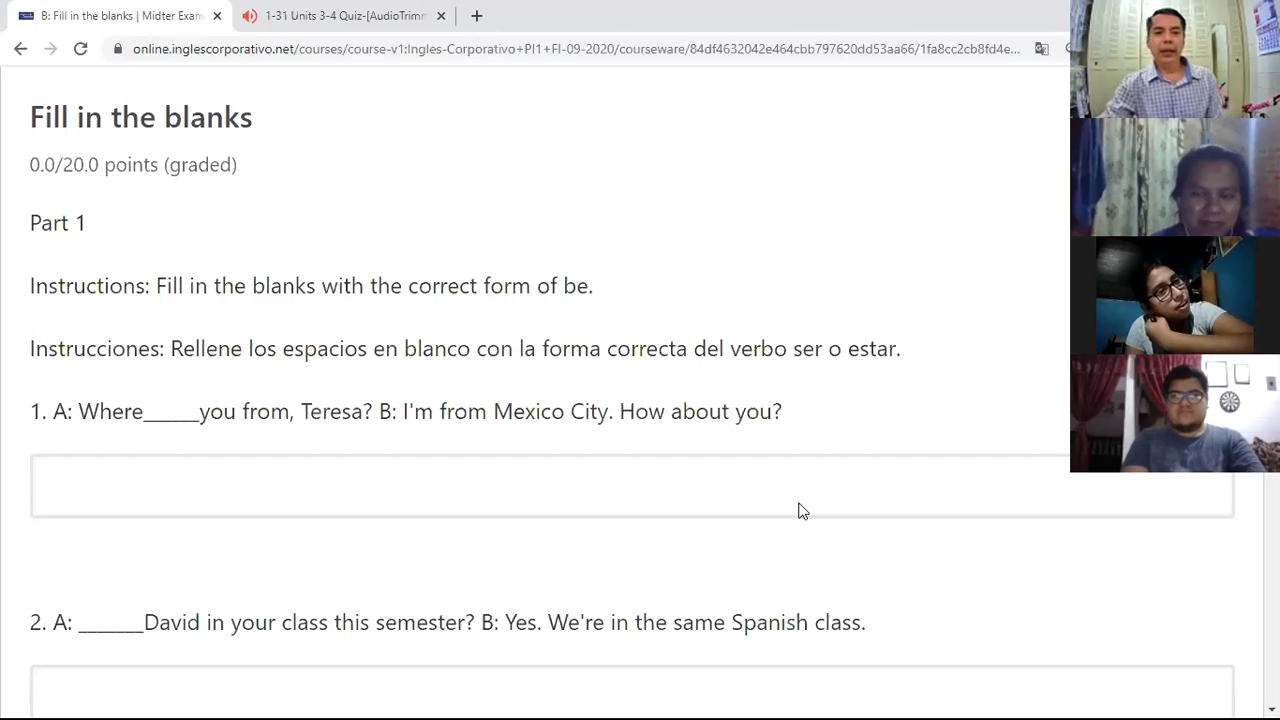 B: Fill in the blanks | Midter Exam
1-31 Units 3-4 Quiz-[AudioTrimm
online.inglescorporativo.net/courses/course-v1:Ingles-Corporativo+PI1+FI-09-2020/courseware/84df4632042e464cbb797620dd53aa06/1fa8cc2cb8fd4e...
Fill in the blanks
0.0/20.0 points (graded)
Part 1
Instructions: Fill in the blanks with the correct form of be.
Instrucciones: Rellene los espacios en blanco con la forma correcta del verbo ser o estar.
1. A: Where______you from, Teresa? B: I'm from Mexico City. How about you?
2. A: _______David in your class this semester? B: Yes. We're in the same Spanish class.